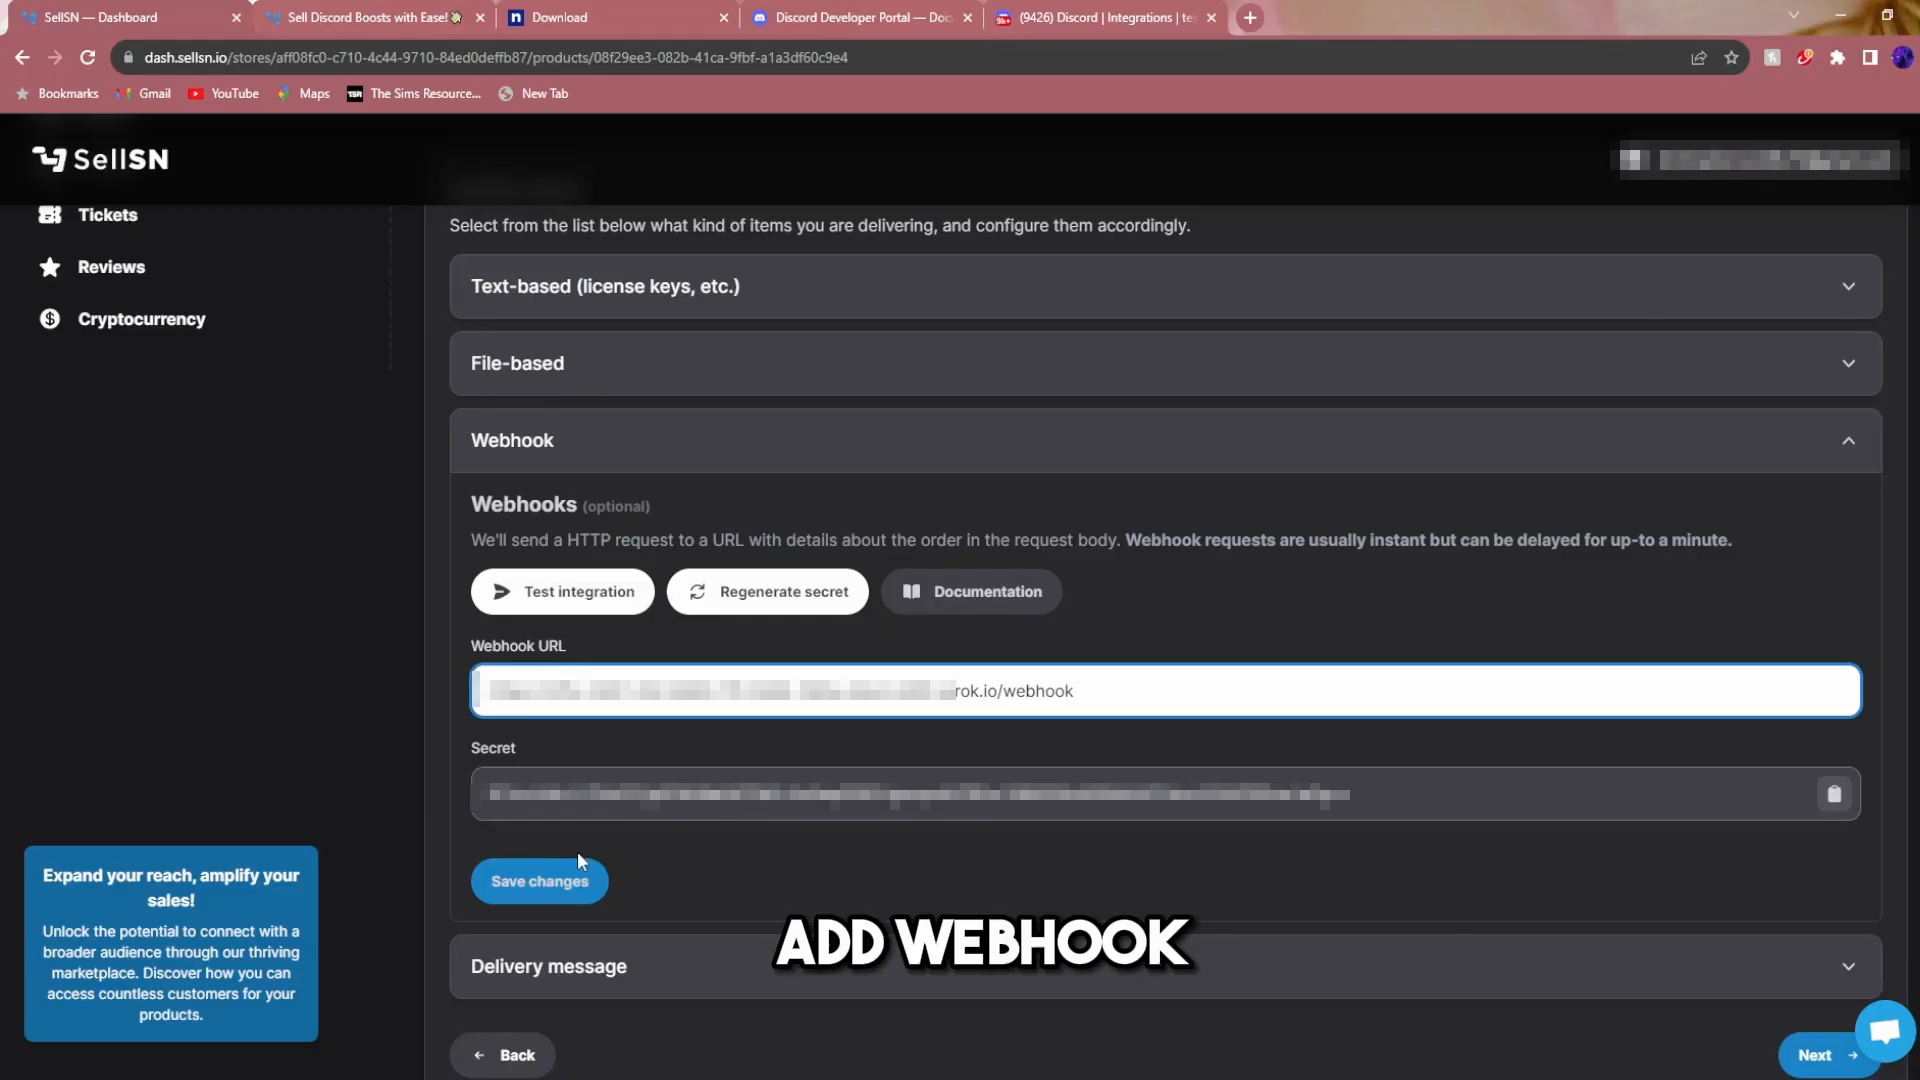 SellSN — Dashboard
Sell Discord Boosts with Ease!
Download
Discord Developer Portal — Doc
(9426) Discord | Integrations | tes
dash.sellsn.io/stores/aff08fc0-c710-4c44-9710-84ed0deffb87/products/08f29ee3-082b-41ca-9fbf-a1a3df60c9e4
Bookmarks
Gmail
YouTube
Maps
The Sims Resource...
New Tab
SellSN
Tickets
Reviews
Cryptocurrency
Select from the list below what kind of items you are delivering, and configure them accordingly.
Text-based (license keys, etc.)
File-based
Webhook
Webhooks (optional)
We'll send a HTTP request to a URL with details about the order in the request body. Webhook requests are usually instant but can be delayed for up-to a minute.
Test integration
Regenerate secret
Documentation
Webhook URL
rok.io/webhook
Secret
Save changes
Expand your reach, amplify your
sales!
Unlock the potential to connect with a
broader audience through our thriving
marketplace. Discover how you can
access countless customers for your
products.
ADD WEBHOOK
Delivery message
Back
Next